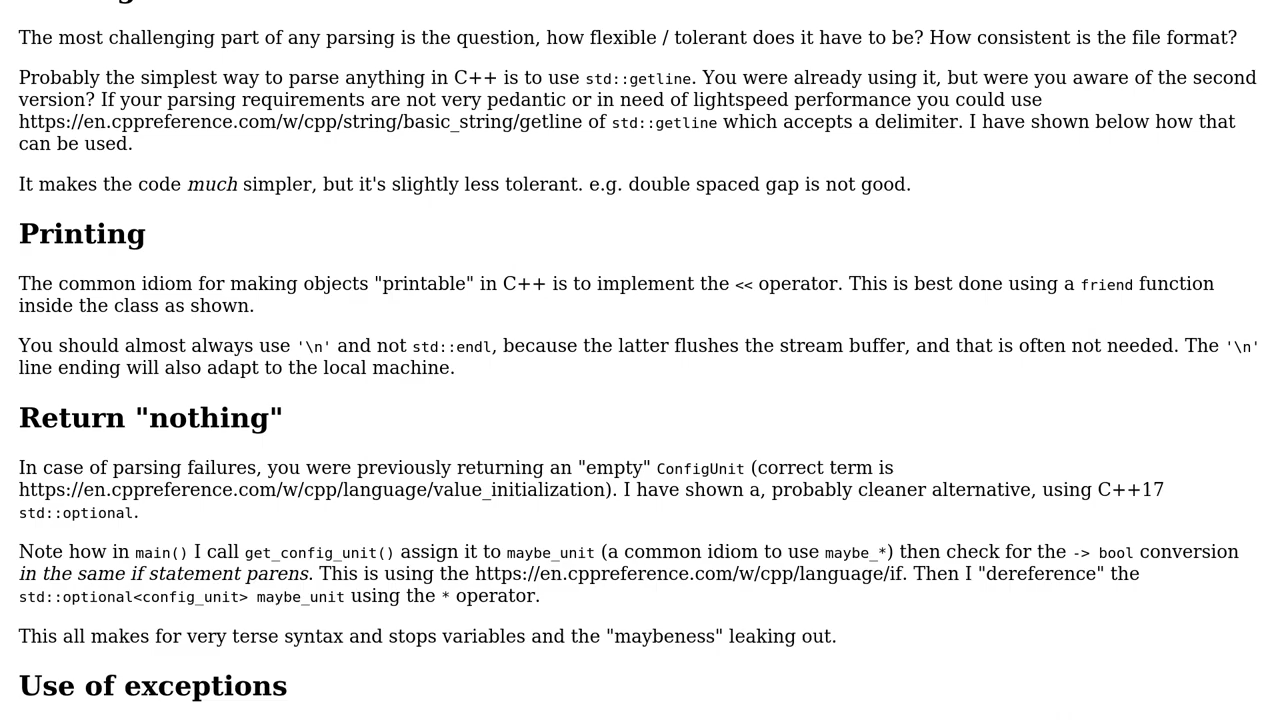 The most challenging part of any parsing is the question, how flexible / tolerant does it have to be? How consistent is the file format?
Probably the simplest way to parse anything in C++ is to use std::getline. You were already using it, but were you aware of the second
version? If your parsing requirements are not very pedantic or in need of lightspeed performance you could use
https://en.cppreference.com/w/cpp/string/basic_string/getline of std::getline which accepts a delimiter. I have shown below how that
can be used.
It makes the code much simpler, but it's slightly less tolerant. e.g. double spaced gap is not good.
Printing
The common idiom for making objects "printable" in C++ is to implement the << operator. This is best done using a friend function
inside the class as shown.
You should almost always use '\n' and not std::endl, because the latter flushes the stream buffer, and that is often not needed. The '\n'
line ending will also adapt to the local machine.
Return "nothing"
In case of parsing failures, you were previously returning an "empty" ConfigUnit (correct term is
https://en.cppreference.com/w/cpp/language/value_initialization). I have shown a, probably cleaner alternative, using C++17
std::optional.
Note how in main() I call get_config_unit() assign it to maybe_unit (a common idiom to use maybe_*) then check for the -> bool conversion
in the same if statement parens. This is using the https://en.cppreference.com/w/cpp/language/if. Then I "dereference" the
std::optional<config_unit> maybe_unit using the * operator.
This all makes for very terse syntax and stops variables and the "maybeness" leaking out.
Use of exceptions